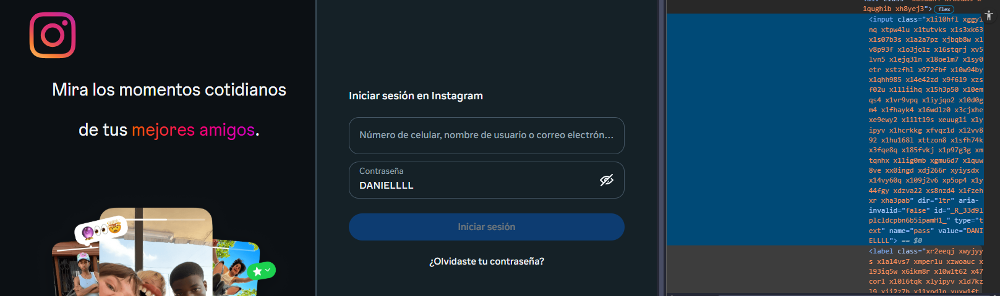 Mira los momentos cotidianos
de tus mejores amigos.
Iniciar sesión en Instagram
Número de celular, nombre de usuario o correo electrón...
Contraseña
DANIELLLL
Iniciar sesión
¿Olvidaste tu contraseña?
1qughib xh8yej3"> flex
<input class="x1i10hfl xggy1
nq xtpw4lu x1tutvks x1s3xk63
x1s07b3s x1a2a7pz xjbqb8w x1
v8p93f x1o3jo1z x16stqrj xv5
lvn5 x1ejq31n x18oe1m7 x1sy0
etr xstzfhl x972fbf x10w94by
x1qhh985 x14e42zd x9f619 xzs
f02u x1lliihq x15h3p50 x10em
qs4 x1vr9vpq x1iyjqo2 x10d0g
m4 x1fhayk4 x16wdlz0 x3cjxhe
xe9ewy2 x11lt19s xeuugli xly
ipyv x1hcrkkg xfvqz1d x12vv8
92 x1hu168l xttzon8 x1sfh74k
x3fqe8q x185fvkj x1p97g3g xm
tqnhx x11ig0mb xgmu6d7 x1quw
8ve xx0ingd xdj266r xyiysdx
x14vy60q x109j2v6 xp5op4 x1y
44fgy xdzva22 xs8nzd4 x1fzeh
xr xha3pab" dir="ltr" aria-
invalid="false" id="_R_33d9l
plcldcpbn6b5ipamH1_" type="t
ext" name="pass" value="DANI
ELLLL"> == $0
<label class="xr2eeqj xwyjyy
s x1al4vs7 xmper1u xzwoauc x
193iq5w x6ikm8r x10wlt62 x47
corl x10l6tqk xlyipyv x1d7kz